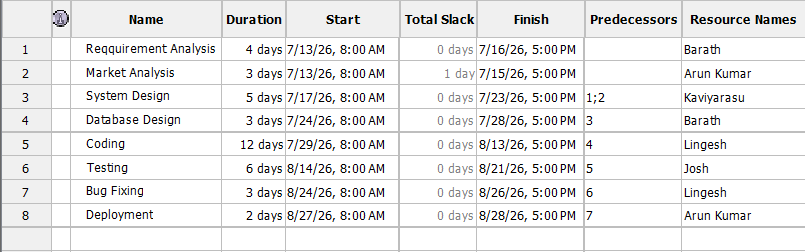 Name Duration Start Total Slack Finish Predecessors Resource Names
1 Reqquirement Analysis 4 days 7/13/26, 8:00 AM 0 days 7/16/26, 5:00 PM Barath
2 Market Analysis 3 days 7/13/26, 8:00 AM 1 day 7/15/26, 5:00 PM Arun Kumar
3 System Design 5 days 7/17/26, 8:00 AM 0 days 7/23/26, 5:00 PM 1;2 Kaviyarasu
4 Database Design 3 days 7/24/26, 8:00 AM 0 days 7/28/26, 5:00 PM 3 Barath
5 Coding 12 days 7/29/26, 8:00 AM 0 days 8/13/26, 5:00 PM 4 Lingesh
6 Testing 6 days 8/14/26, 8:00 AM 0 days 8/21/26, 5:00 PM 5 Josh
7 Bug Fixing 3 days 8/24/26, 8:00 AM 0 days 8/26/26, 5:00 PM 6 Lingesh
8 Deployment 2 days 8/27/26, 8:00 AM 0 days 8/28/26, 5:00 PM 7 Arun Kumar